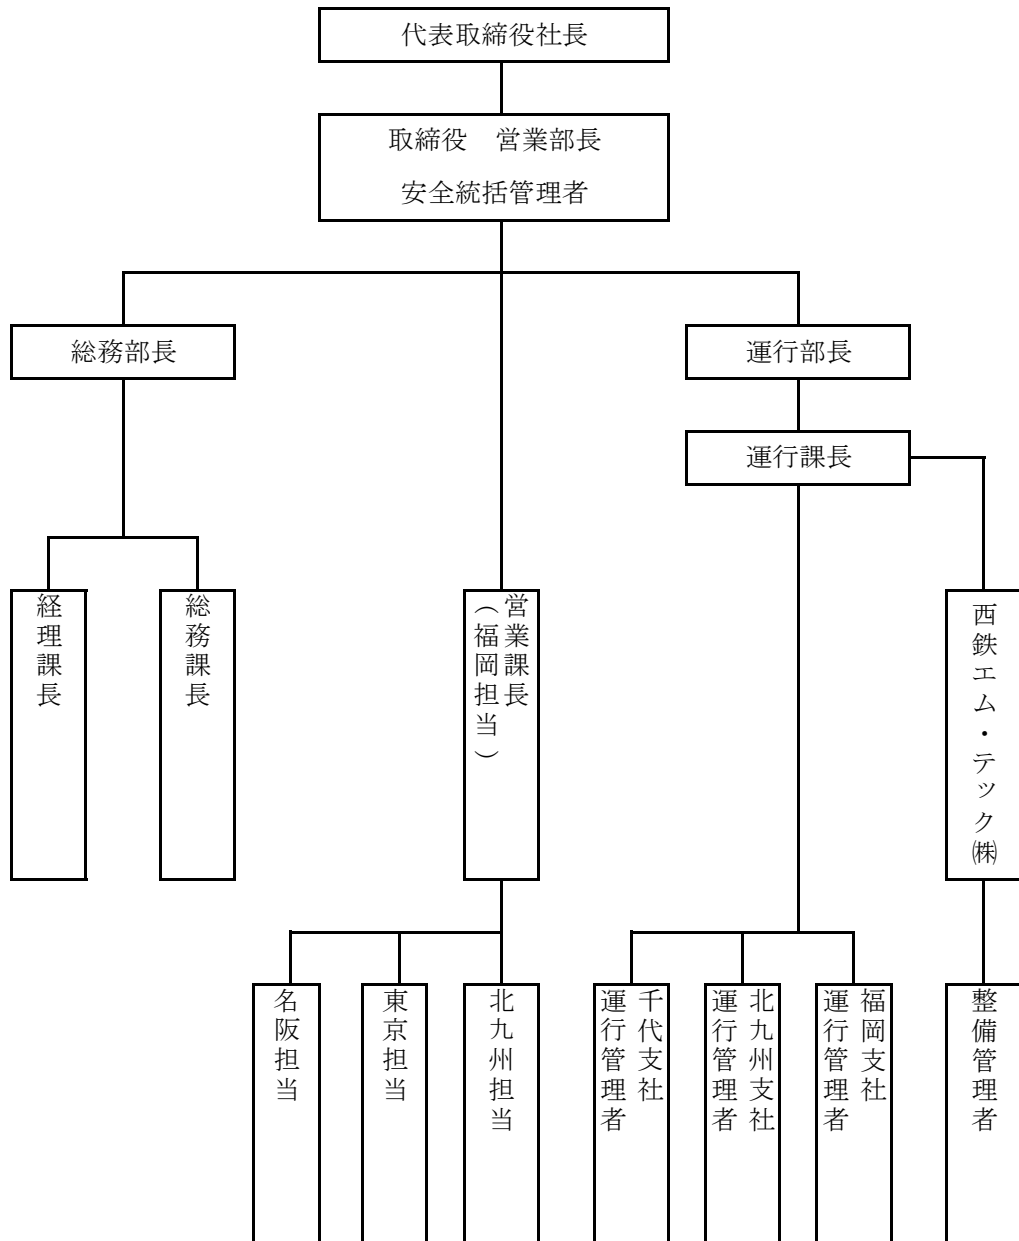 代表取締役社長
取締役　営業部長
安全統括管理者
総務部長
運行部長
運行課長
経理課長
総務課長
営業課長
（福岡担当）
西鉄エム・テック㈱
名阪担当
東京担当
北九州担当
千代支社
運行管理者
北九州支社
運行管理者
福岡支社
運行管理者
整備管理者